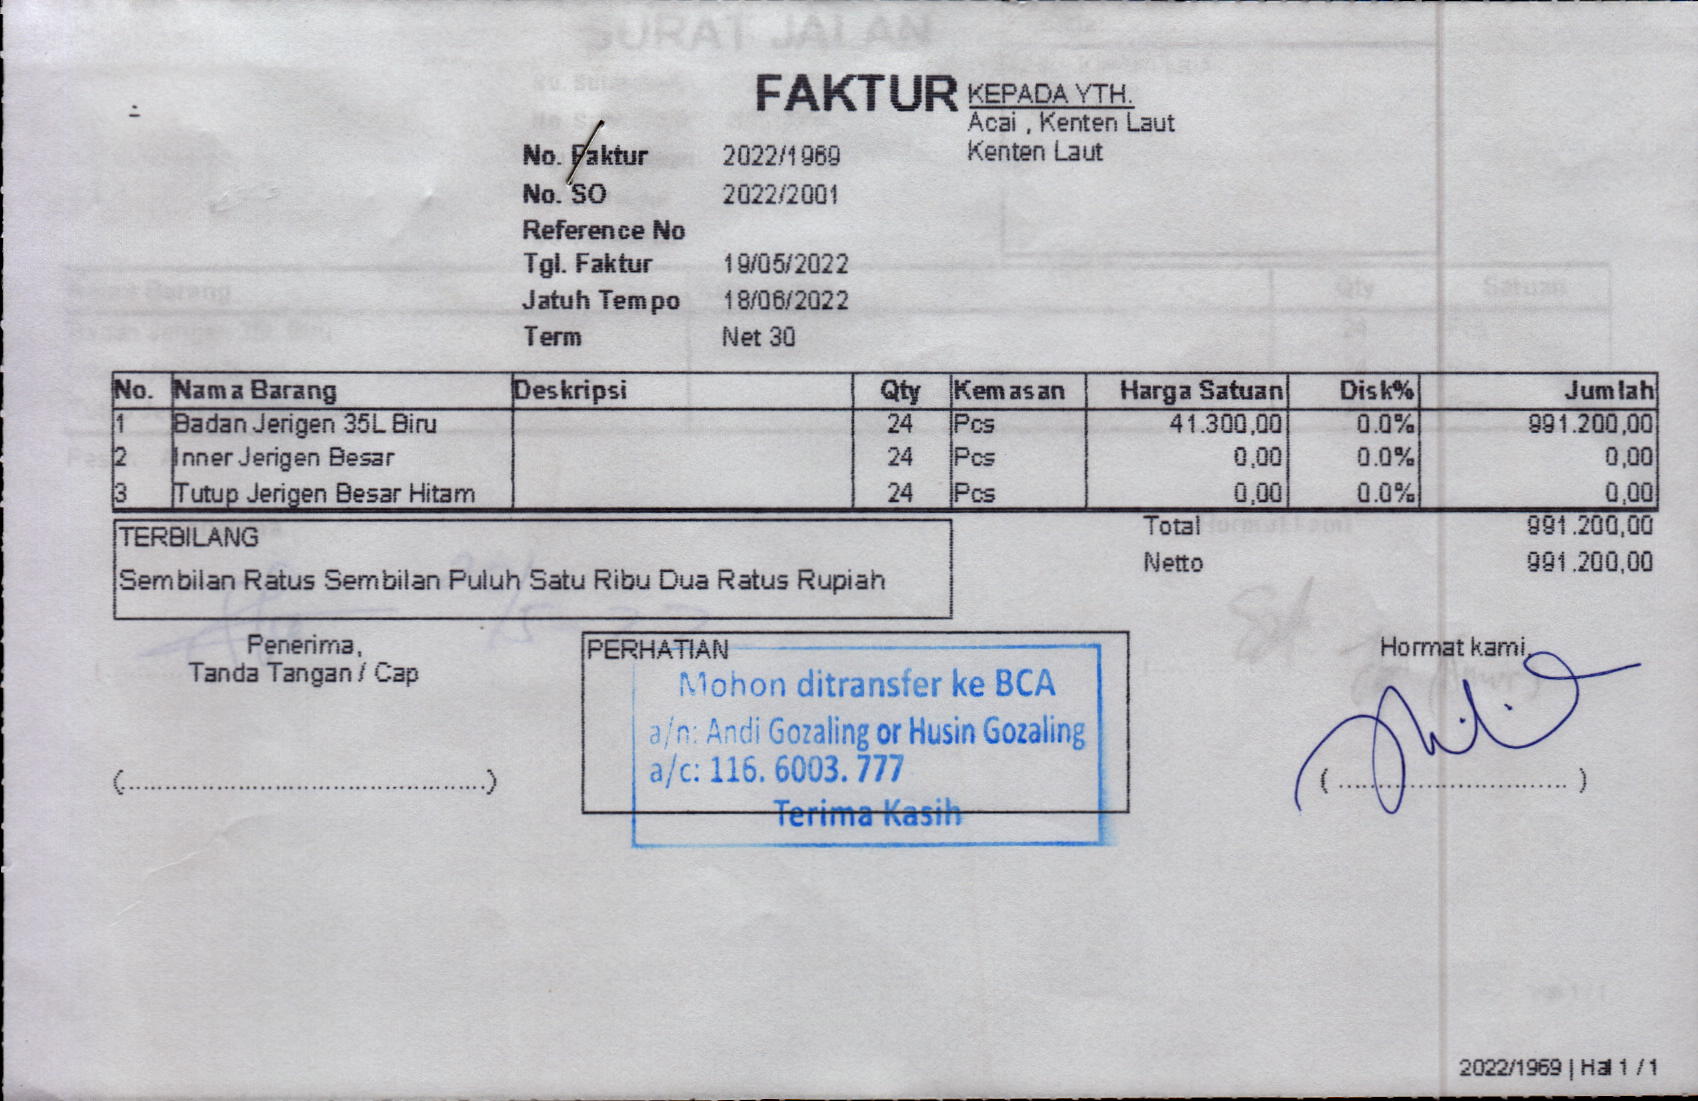 FAKTUR
KEPADA YTH.
Acai , Kenten Laut
Kenten Laut
No. Faktur 2022/1969
No. SO 2022/2001
Reference No
Tgl. Faktur 19/05/2022
Jatuh Tempo 18/06/2022
Term Net 30
No. Nama Barang Deskripsi Qty Kemasan Harga Satuan Disk% Jumlah
1 Badan Jerigen 35L Biru 24 Pcs 41.300,00 0.0% 991.200,00
2 Inner Jerigen Besar 24 Pcs 0,00 0.0% 0,00
3 Tutup Jerigen Besar Hitam 24 Pcs 0,00 0.0% 0,00
Total 991.200,00
Netto 991.200,00
TERBILANG
Sembilan Ratus Sembilan Puluh Satu Ribu Dua Ratus Rupiah
Penerima,
Tanda Tangan / Cap
(................................................)
PERHATIAN
Mohon ditransfer ke BCA
a/n: Andi Gozaling or Husin Gozaling
a/c: 116. 6003. 777
Terima Kasih
Hormat kami,
( .............................. )
2022/1969 | Hal 1 / 1